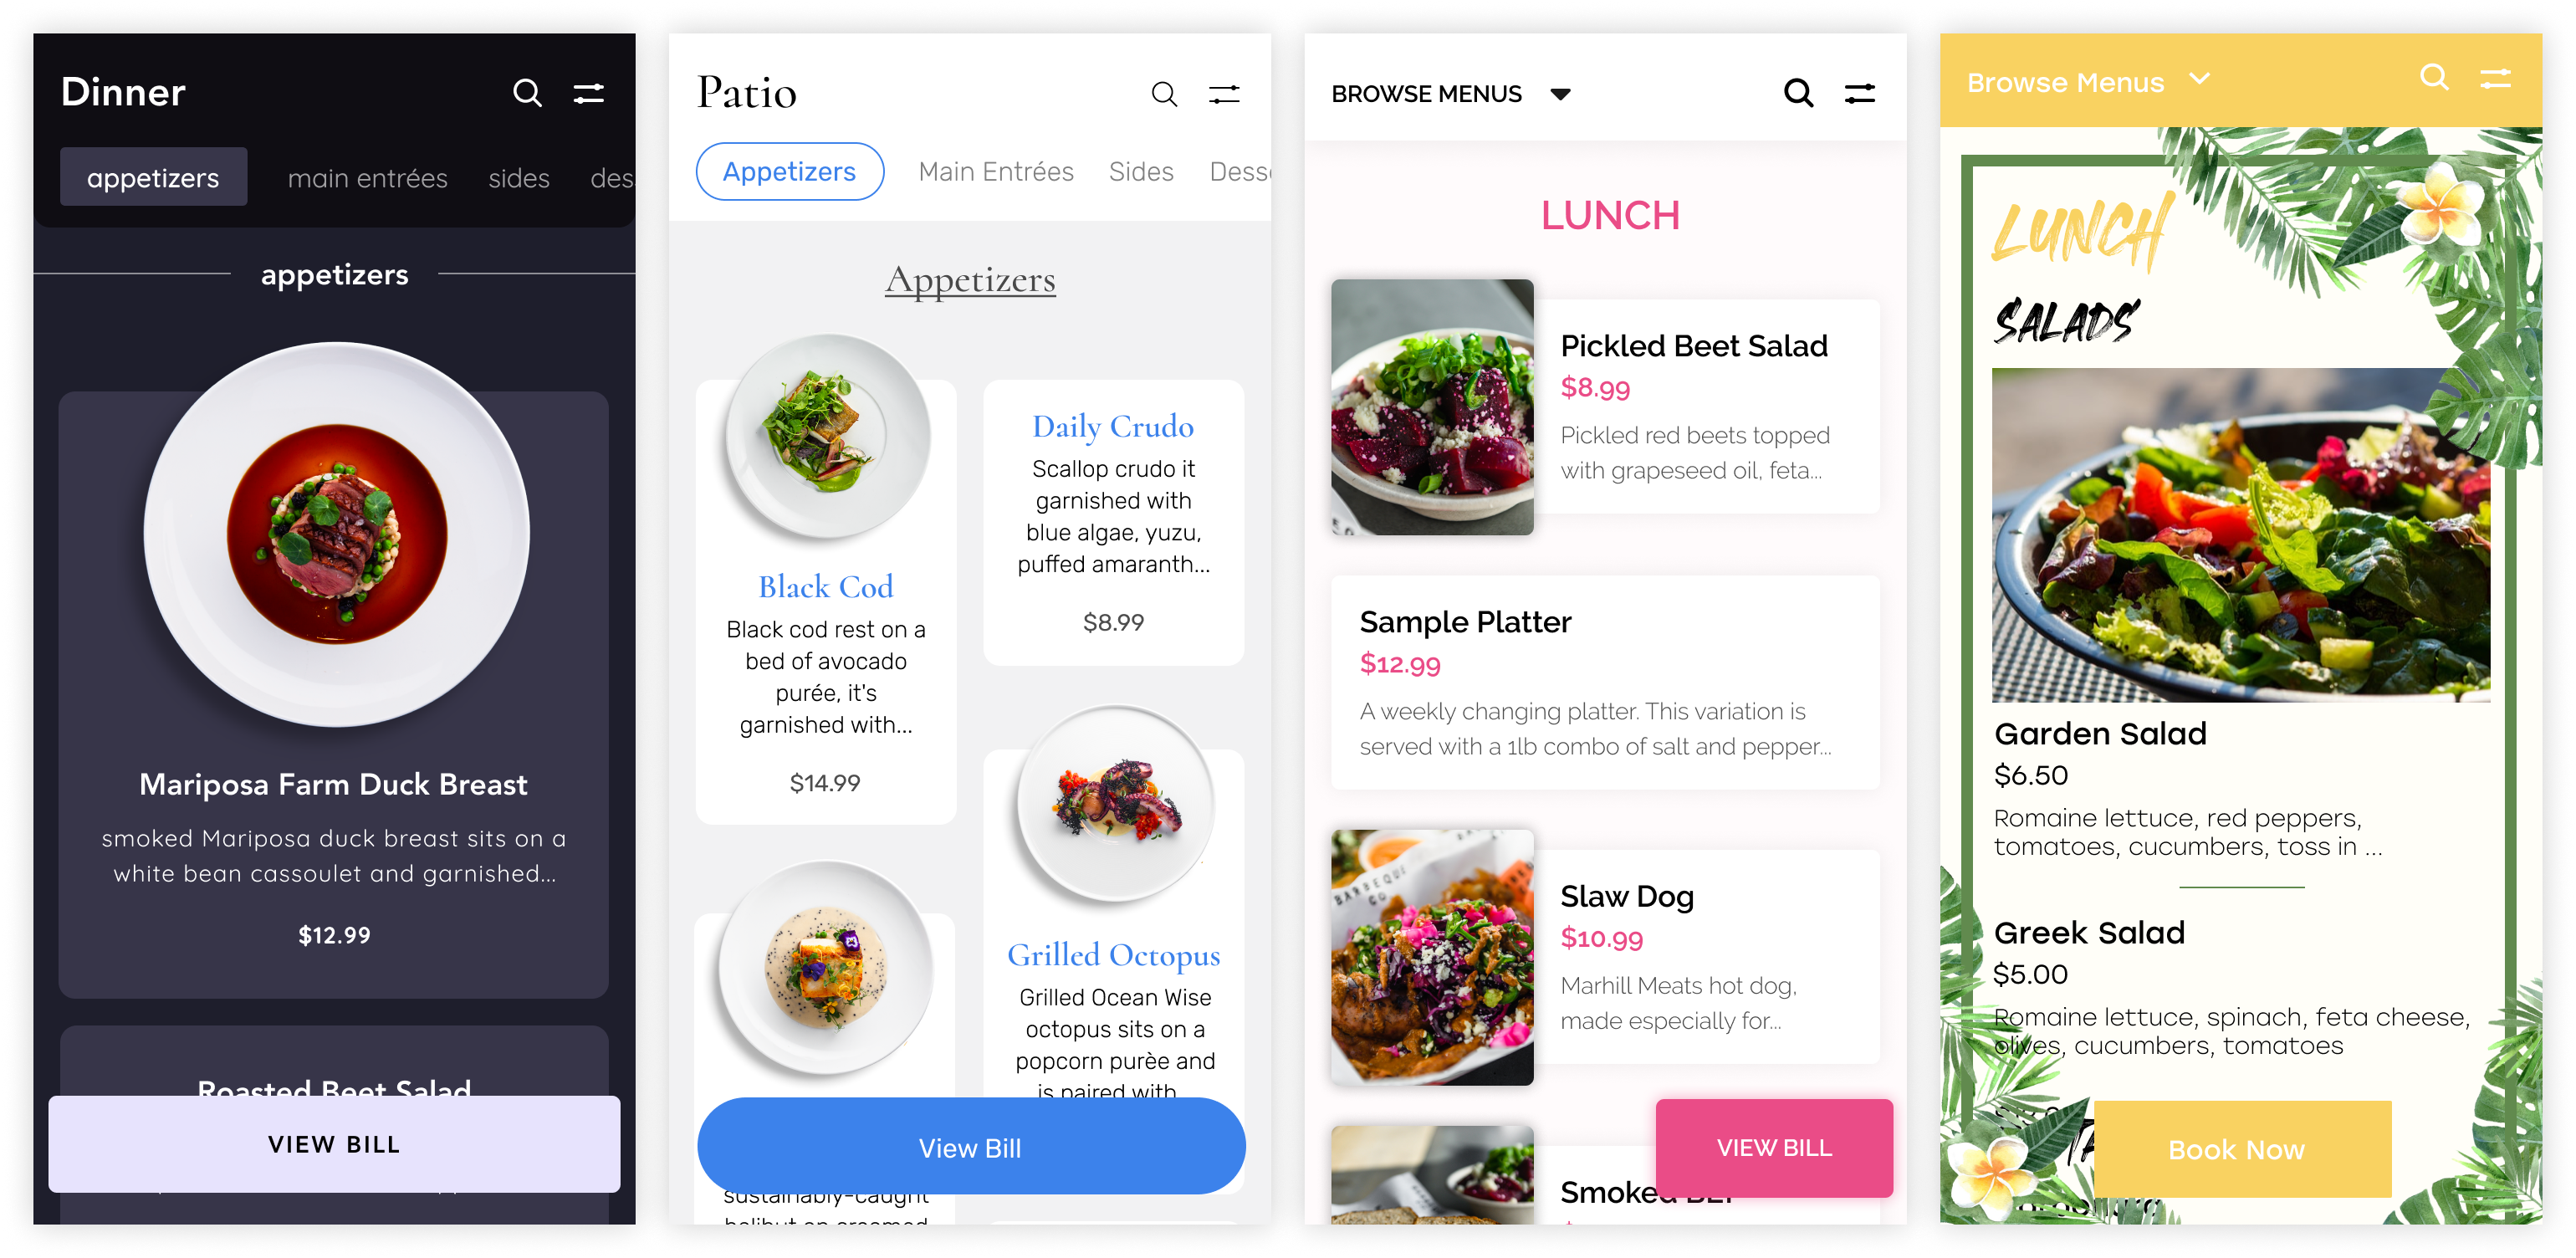 Dinner
appetizers main entrées sides des
appetizers
Mariposa Farm Duck Breast
smoked Mariposa duck breast sits on a
white bean cassoulet and garnished...
$12.99
Roasted Beet Salad
VIEW BILL
Patio
Appetizers Main Entrées Sides Desse
Appetizers
Black Cod
Black cod rest on a
bed of avocado
purée, it's
garnished with...
$14.99
sustainably-caught
halibut on creamed
Daily Crudo
Scallop crudo it
garnished with
blue algae, yuzu,
puffed amaranth...
$8.99
Grilled Octopus
Grilled Ocean Wise
octopus sits on a
popcorn purèe and
is paired with
View Bill
BROWSE MENUS
LUNCH
Pickled Beet Salad
$8.99
Pickled red beets topped
with grapeseed oil, feta...
Sample Platter
$12.99
A weekly changing platter. This variation is
served with a 1lb combo of salt and pepper...
BARBEQUE
CO
Slaw Dog
$10.99
Marhill Meats hot dog,
made especially for...
Smoked BLT
VIEW BILL
Browse Menus
LUNCH
SALADS
Garden Salad
$6.50
Romaine lettuce, red peppers,
tomatoes, cucumbers, toss in ...
Greek Salad
$5.00
Romaine lettuce, spinach, feta cheese,
olives, cucumbers, tomatoes
Book Now